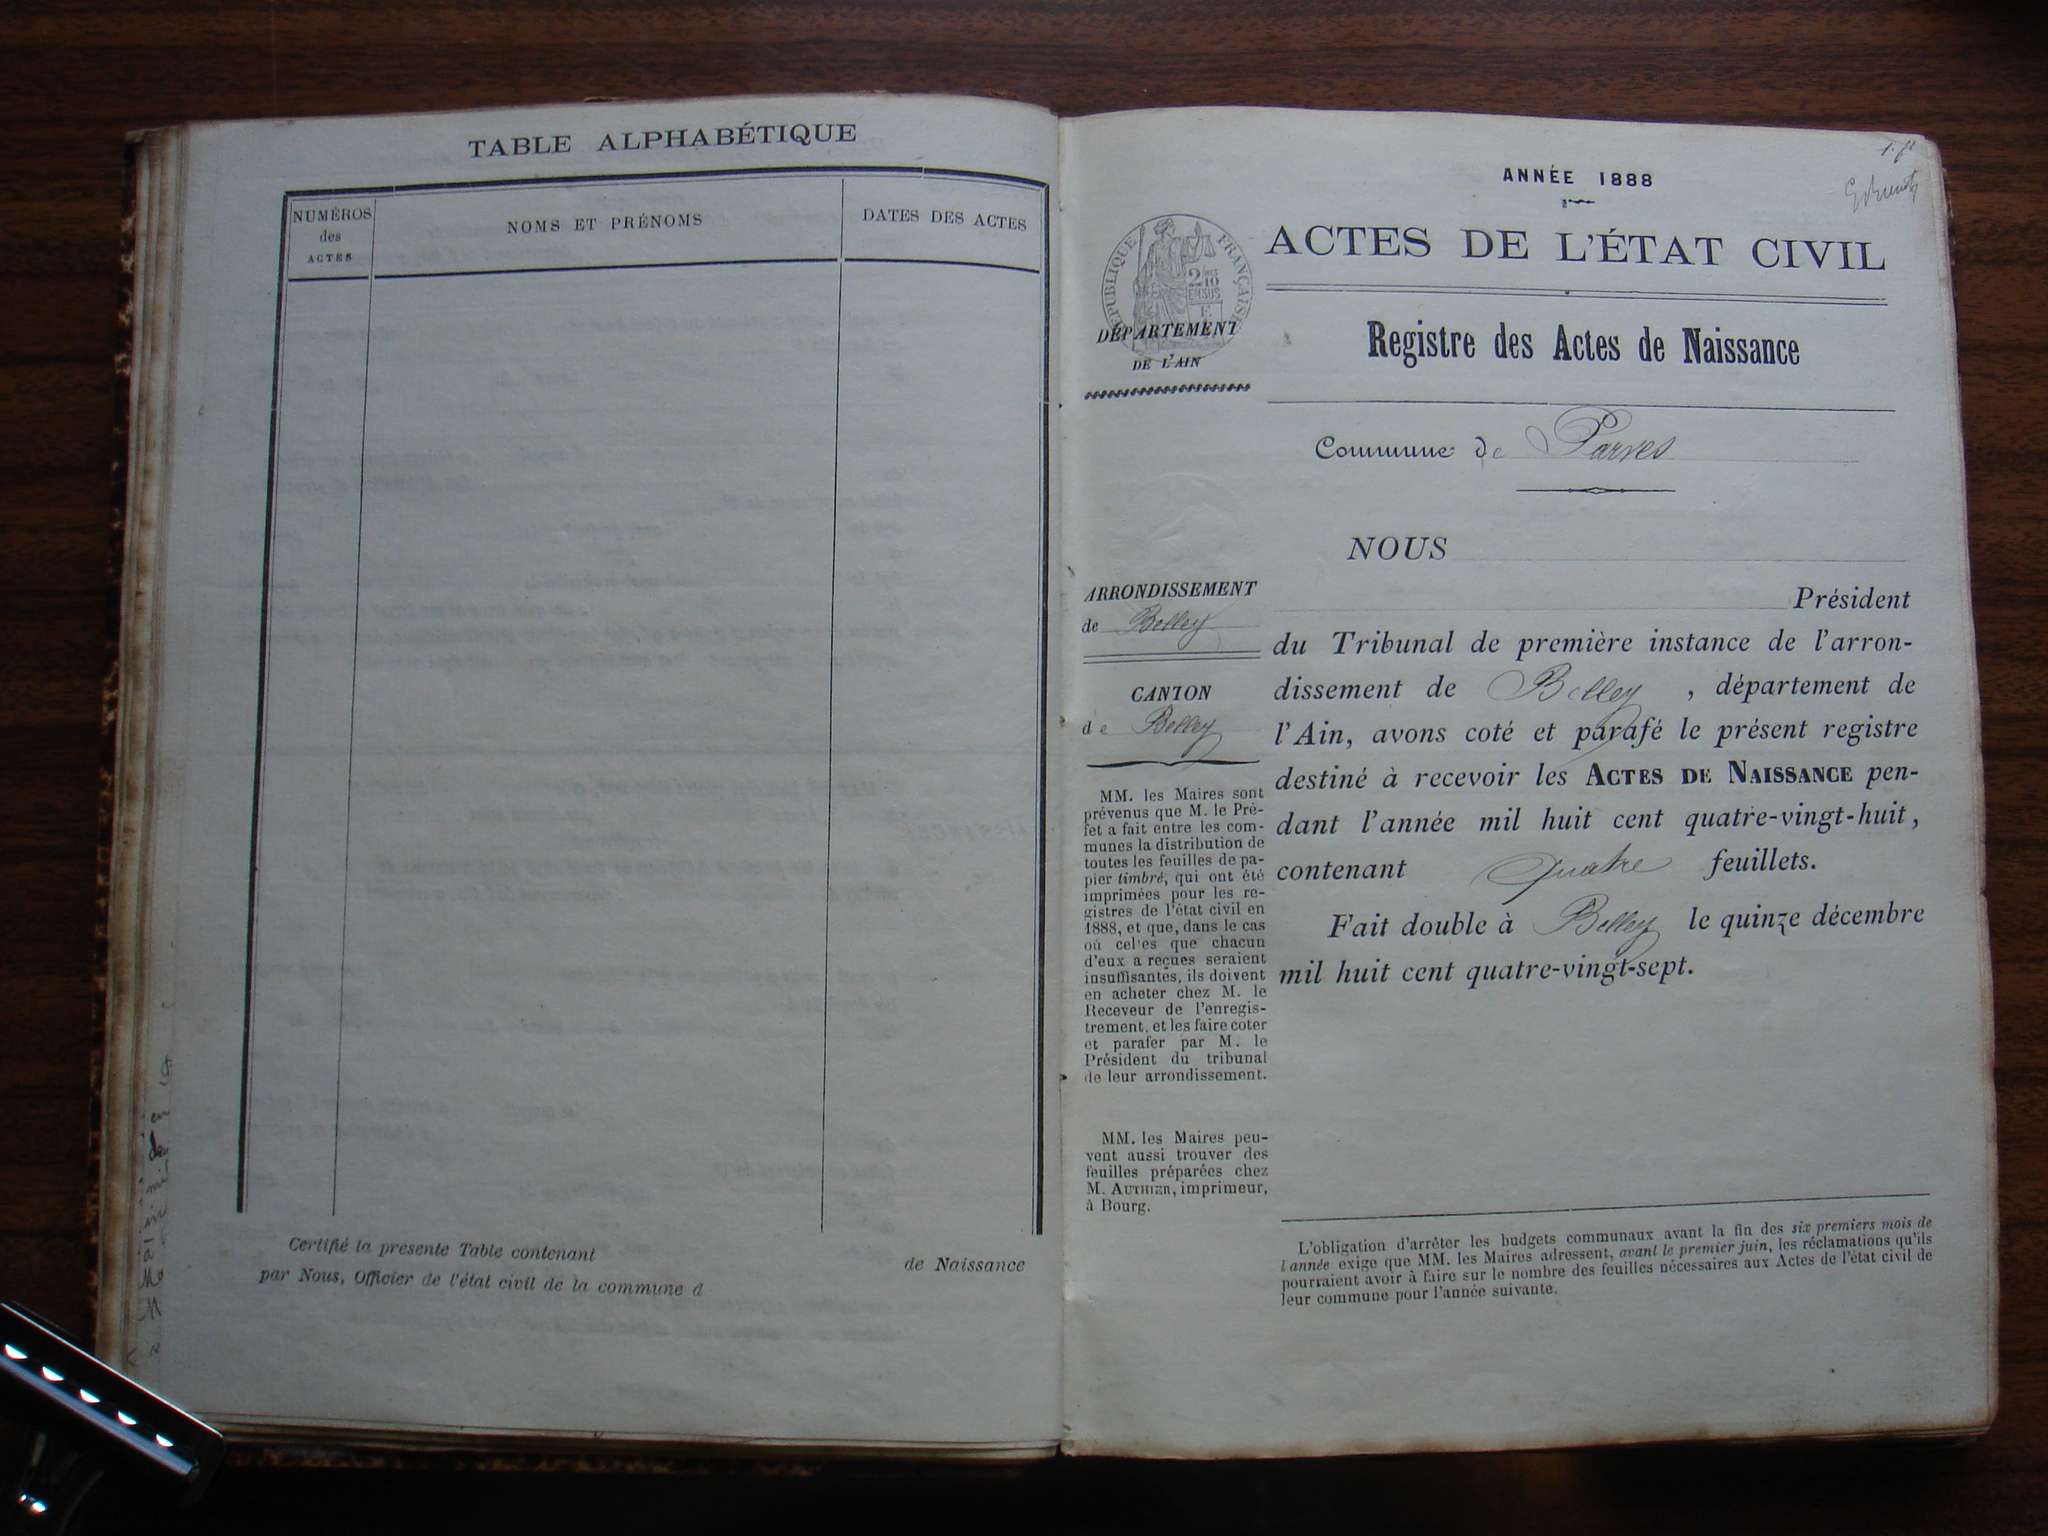 TABLE ALPHABÉTIQUE
NUMÉROS
des
ACTES
NOMS ET PRÉNOMS
DATES DES ACTES
Certifié la présente Table contenant de Naissance
par Nous, Officier de l'état civil de la commune d
ANNÉE 1888
RÉPUBLIQUE FRANÇAISE
2/10
EN SUS
ACTES DE L'ÉTAT CIVIL
DÉPARTEMENT
DE L'AIN
Registre des Actes de Naissance
Commune de Parves
ARRONDISSEMENT
de Belley
CANTON
de Belley
MM. les Maires sont
prévenus que M. le Pré-
fet a fait entre les com-
munes la distribution de
toutes les feuilles de pa-
pier timbré, qui ont été
imprimées pour les re-
gistres de l'état civil en
1888, et que, dans le cas
où celles que chacun
d'eux a reçues seraient
insuffisantes, ils doivent
en acheter chez M. le
Receveur de l'enregis-
trement, et les faire coter
et parafer par M. le
Président du tribunal
de leur arrondissement.
MM. les Maires peu-
vent aussi trouver des
feuilles préparées chez
M. AUTHIER, imprimeur,
à Bourg.
NOUS
Président
du Tribunal de première instance de l'arron-
dissement de Belley, département de
l'Ain, avons coté et parafé le présent registre
destiné à recevoir les ACTES DE NAISSANCE pen-
dant l'année mil huit cent quatre-vingt-huit,
contenant quatre feuillets.
Fait double à Belley le quinze décembre
mil huit cent quatre-vingt-sept.
L'obligation d'arrêter les budgets communaux avant la fin des six premiers mois de
l'année exige que MM. les Maires adressent, avant le premier juin, les réclamations qu'ils
pourraient avoir à faire sur le nombre des feuilles nécessaires aux Actes de l'état civil de
leur commune pour l'année suivante.